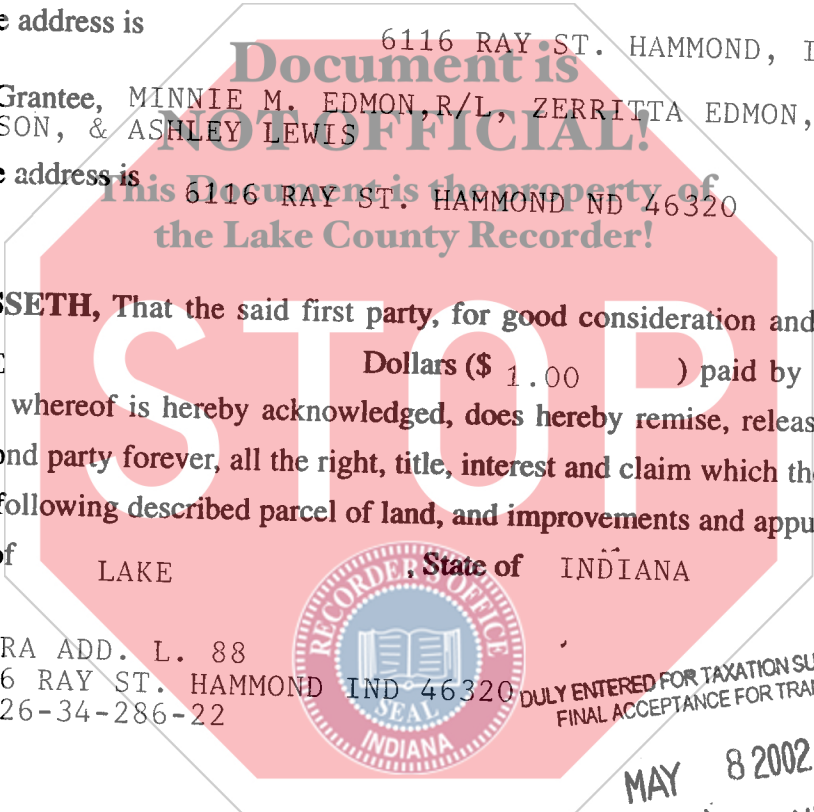 e address is 6116 RAY ST. HAMMOND, I
Document is
Grantee, MINNIE M. EDMON,R/L, ZERRITTA EDMON,
SON, & ASHLEY LEWIS
NOT OFFICIAL!
e address is 6116 RAY ST. HAMMOND ND 46320
This Document is the property of
the Lake County Recorder!
SSETH, That the said first party, for good consideration and
E Dollars ($ 1.00 ) paid by
whereof is hereby acknowledged, does hereby remise, releas
ond party forever, all the right, title, interest and claim which th
following described parcel of land, and improvements and appu
of LAKE , State of INDIANA
STOP
RECORDER'S OFFICE
SEAL
INDIANA
RA ADD. L. 88
6 RAY ST. HAMMOND IND 46320
26-34-286-22
DULY ENTERED FOR TAXATION SU
FINAL ACCEPTANCE FOR TRA
MAY 8 2002